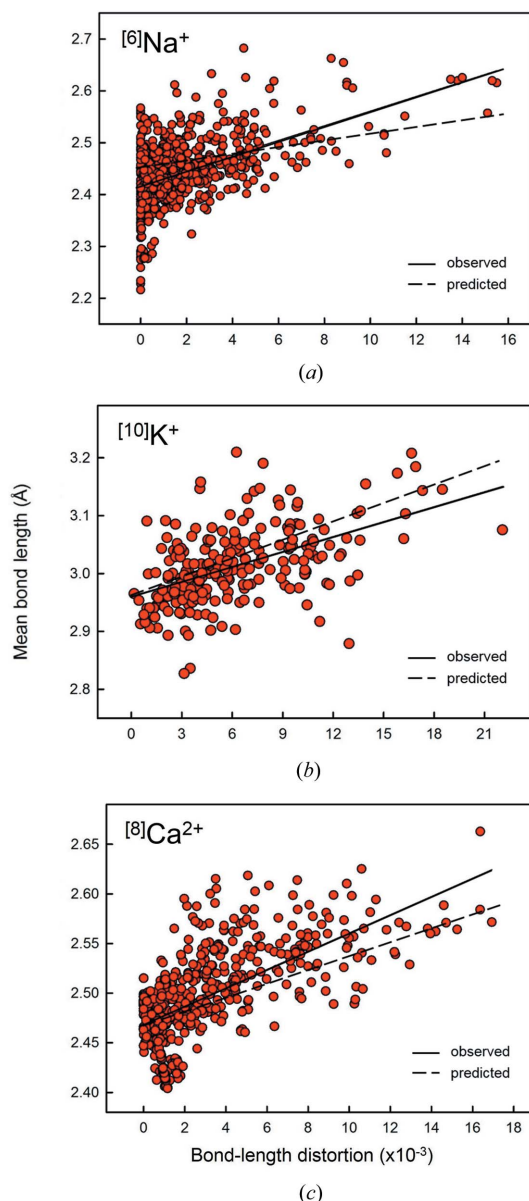 [6]Na+
2.7
2.6
2.5
2.4
2.3
2.2
observed
predicted
0 2 4 6 8 10 12 14 16
(a)
Mean bond length (Å)
[10]K+
3.2
3.1
3.0
2.9
2.8
observed
predicted
0 3 6 9 12 15 18 21
(b)
[8]Ca2+
2.65
2.60
2.55
2.50
2.45
2.40
observed
predicted
0 2 4 6 8 10 12 14 16 18
Bond-length distortion (x10-3)
(c)